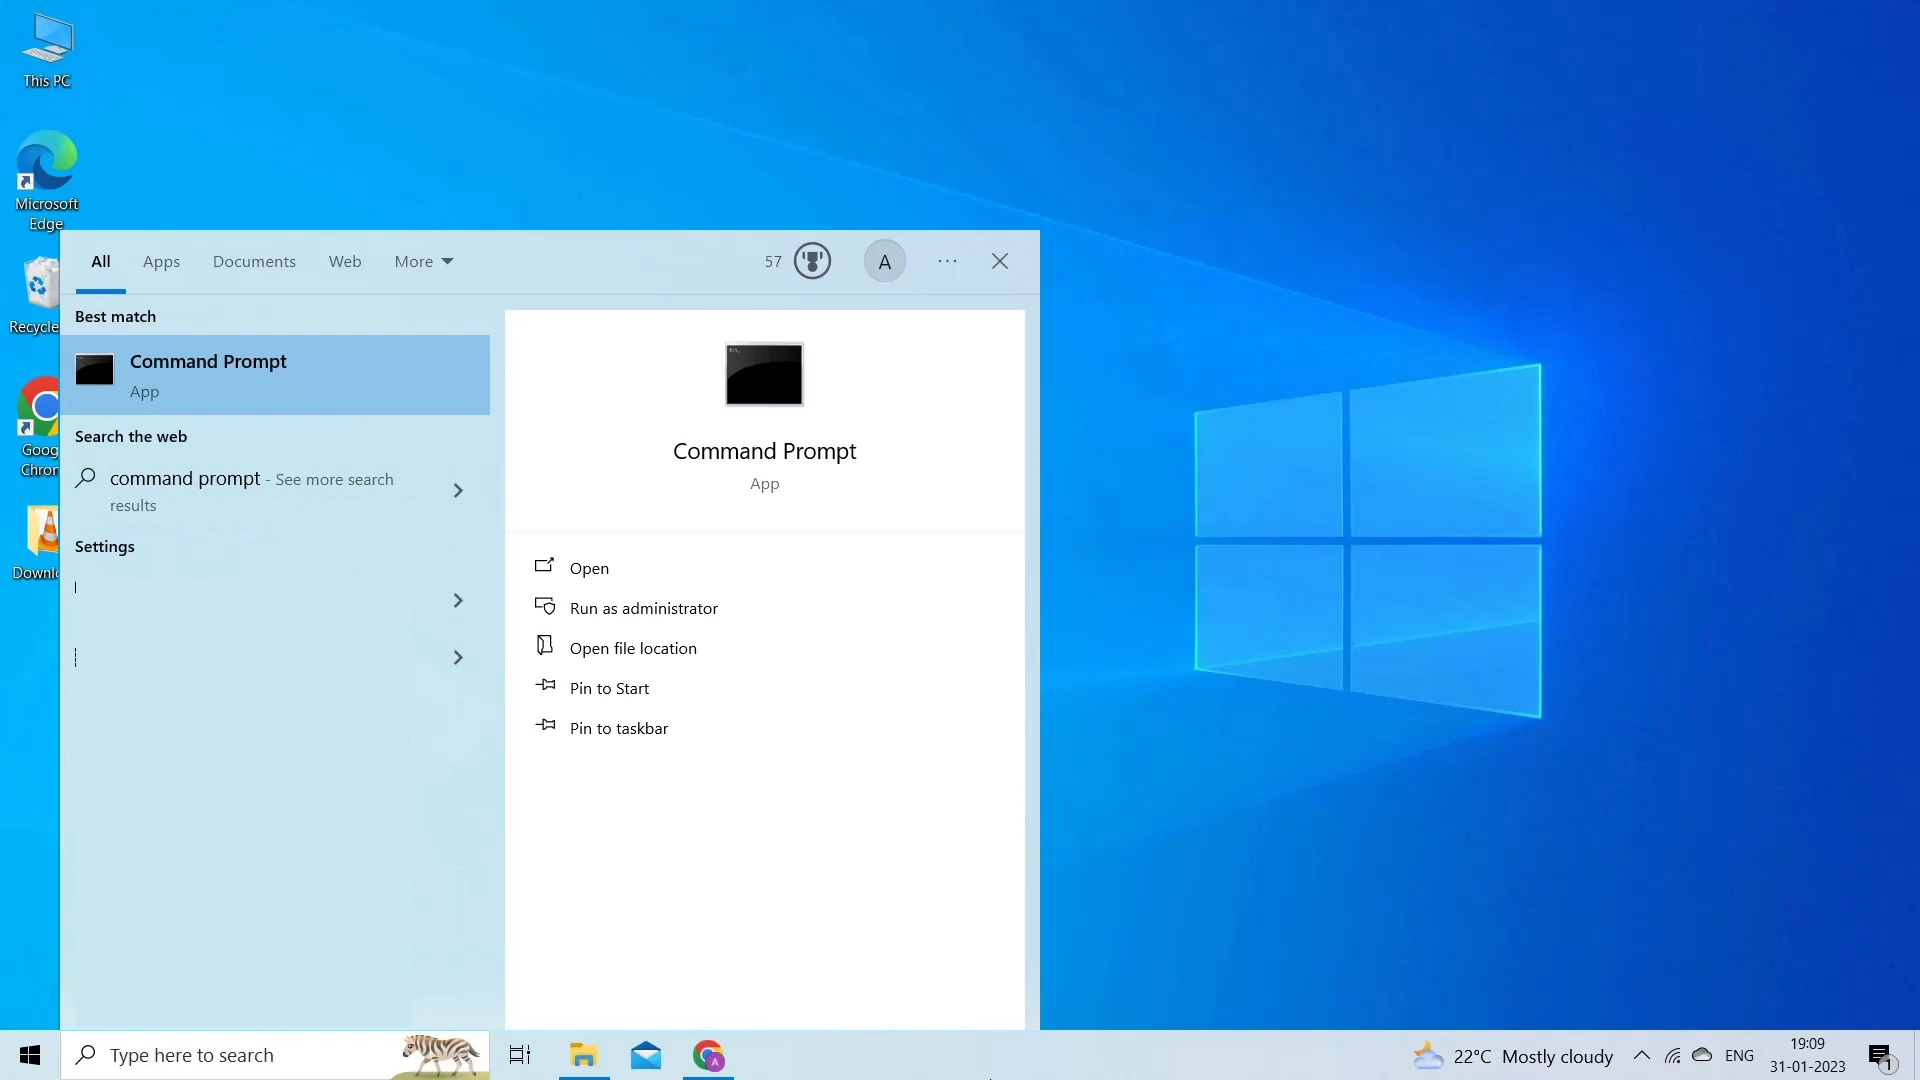 This PC
Microsoft
Edge
Recycle
Goog
Chron
Downlo
All Apps Documents Web More 57 A ...
Best match
Command Prompt
App
Search the web
command prompt - See more search
results
Settings
Command Prompt
App
Open
Run as administrator
Open file location
Pin to Start
Pin to taskbar
Type here to search
22°C Mostly cloudy ENG
19:09
31-01-2023
1